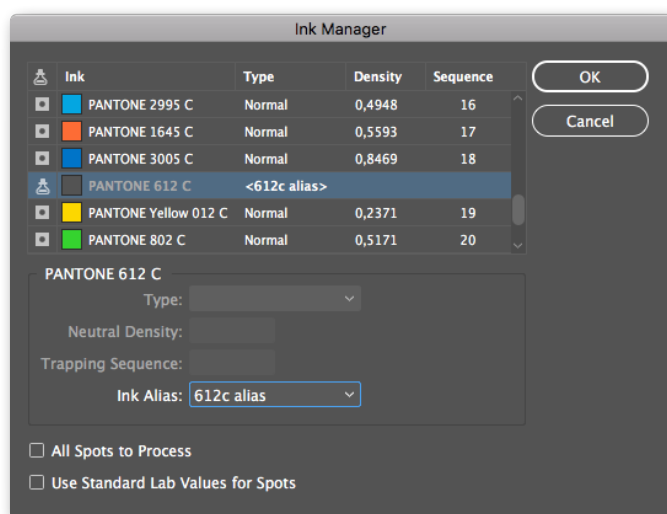 Ink Manager
Ink Type Density Sequence
PANTONE 2995 C Normal 0,4948 16
PANTONE 1645 C Normal 0,5593 17
PANTONE 3005 C Normal 0,8469 18
PANTONE 612 C <612c alias>
PANTONE Yellow 012 C Normal 0,2371 19
PANTONE 802 C Normal 0,5171 20
OK
Cancel
PANTONE 612 C
Type:
Neutral Density:
Trapping Sequence:
Ink Alias: 612c alias
All Spots to Process
Use Standard Lab Values for Spots